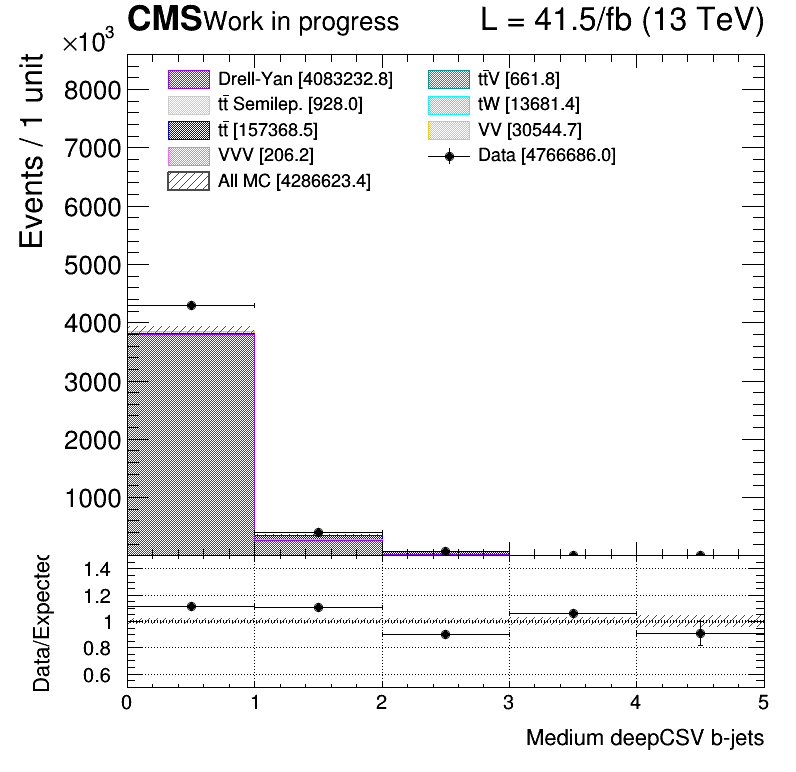 CMS Work in progress L = 41.5/fb (13 TeV)
×10³
Events / 1 unit
Drell-Yan [4083232.8]
tt̄ Semilep. [928.0]
tt̄ [157368.5]
VVV [206.2]
All MC [4286623.4]
tt̄V [661.8]
tW [13681.4]
VV [30544.7]
Data [4766686.0]
8000
7000
6000
5000
4000
3000
2000
1000
Data/Expected
1.4
1.2
1
0.8
0.6
0 1 2 3 4 5
Medium deepCSV b-jets